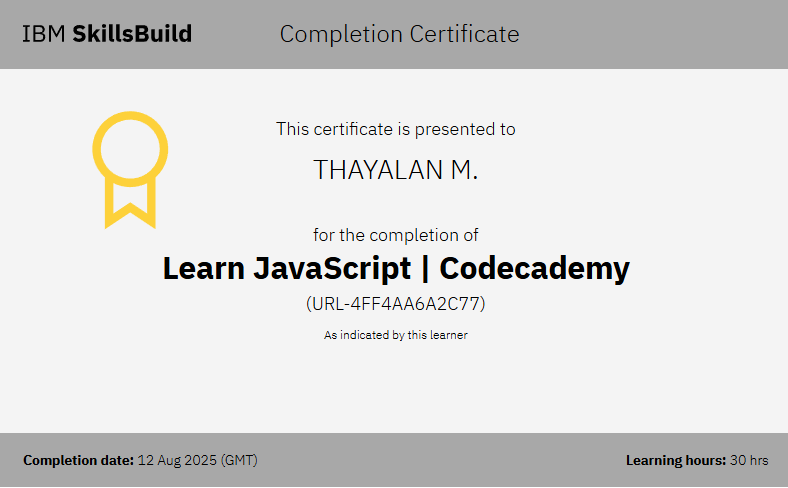 IBM SkillsBuild
Completion Certificate
This certificate is presented to
THAYALAN M.
for the completion of
Learn JavaScript | Codecademy
(URL-4FF4AA6A2C77)
As indicated by this learner
Completion date: 12 Aug 2025 (GMT)
Learning hours: 30 hrs